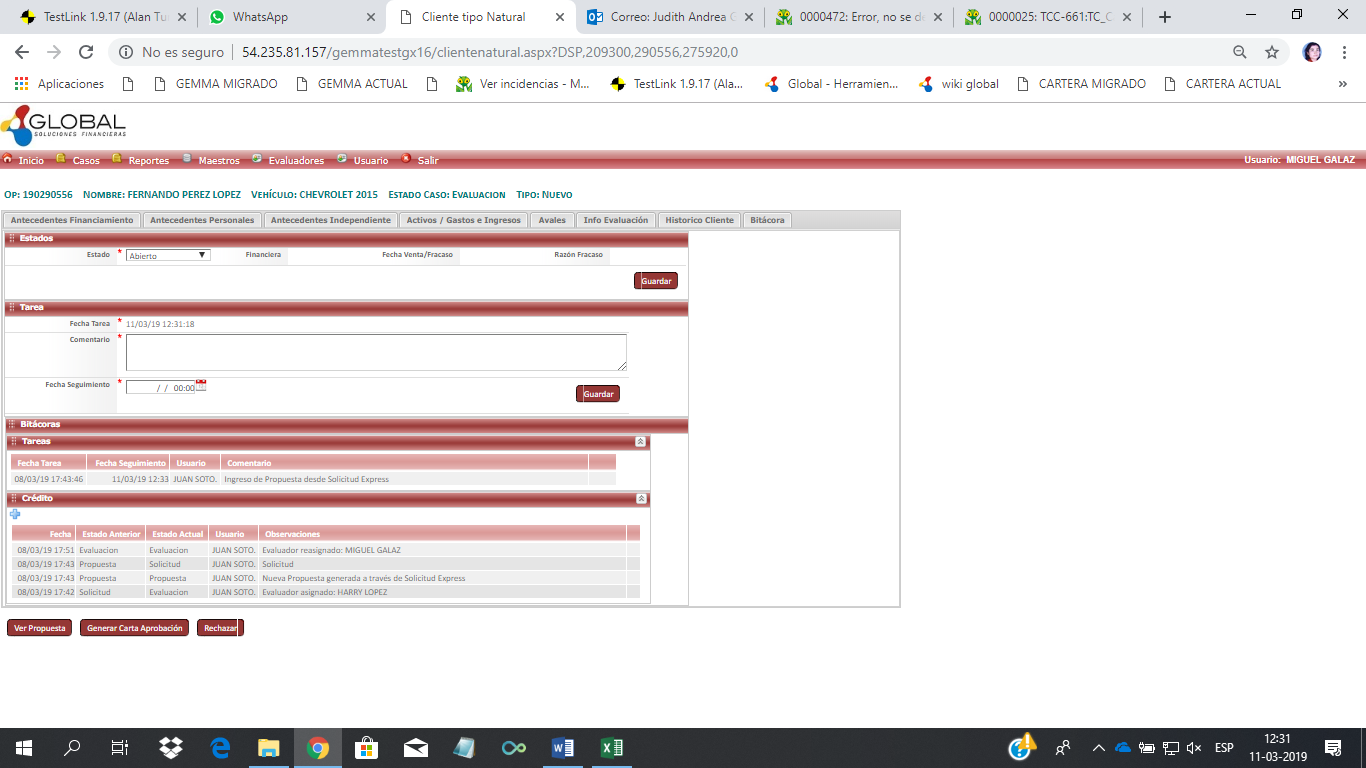 TestLink 1.9.17 (Alan Tu
WhatsApp
Cliente tipo Natural
Correo: Judith Andrea G
0000472: Error, no se de
0000025: TCC-661:TC_C
No es seguro | 54.235.81.157/gemmatestgx16/clientenatural.aspx?DSP,209300,290556,275920,0
Aplicaciones GEMMA MIGRADO GEMMA ACTUAL Ver incidencias - M... TestLink 1.9.17 (Ala... Global - Herramien... wiki global CARTERA MIGRADO CARTERA ACTUAL »
GLOBAL
SOLUCIONES FINANCIERAS
Inicio Casos Reportes Maestros Evaluadores Usuario Salir Usuario: MIGUEL GALAZ
Op: 190290556 Nombre: FERNANDO PEREZ LOPEZ Vehículo: CHEVROLET 2015 Estado Caso: Evaluacion Tipo: Nuevo
Antecedentes Financiamiento Antecedentes Personales Antecedentes Independiente Activos / Gastos e Ingresos Avales Info Evaluación Historico Cliente Bitácora
Estados
Estado * Abierto Financiera Fecha Venta/Fracaso Razón Fracaso
Guardar
Tarea
Fecha Tarea * 11/03/19 12:31:18
Comentario *
Fecha Seguimiento * / / 00:00
Guardar
Bitácoras
Tareas
Fecha Tarea Fecha Seguimiento Usuario Comentario
08/03/19 17:43:46 11/03/19 12:33 JUAN SOTO. Ingreso de Propuesta desde Solicitud Express
Crédito
Fecha Estado Anterior Estado Actual Usuario Observaciones
08/03/19 17:51 Evaluacion Evaluacion JUAN SOTO. Evaluador reasignado: MIGUEL GALAZ
08/03/19 17:43 Propuesta Solicitud JUAN SOTO. Solicitud
08/03/19 17:43 Propuesta Propuesta JUAN SOTO. Nueva Propuesta generada a través de Solicitud Express
08/03/19 17:42 Solicitud Evaluacion JUAN SOTO. Evaluador asignado: HARRY LOPEZ
Ver Propuesta Generar Carta Aprobación Rechazar
ESP
12:31
11-03-2019